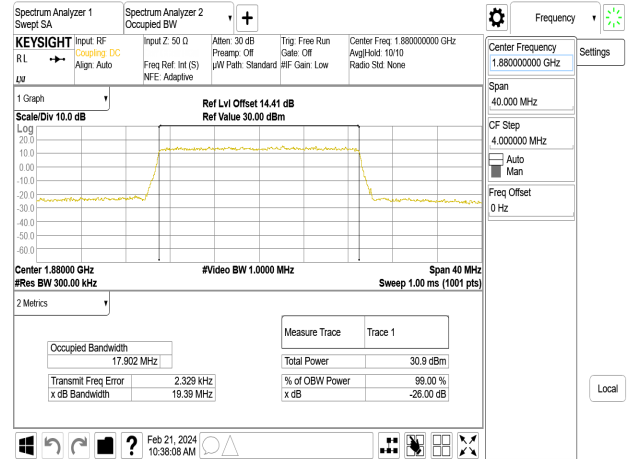 Spectrum Analyzer 1
Swept SA
Spectrum Analyzer 2
Occupied BW
+
Frequency
KEYSIGHT
R L
LXI
Input: RF
Coupling: DC
Align: Auto
Input Z: 50 Ω
Freq Ref: Int (S)
NFE: Adaptive
Atten: 30 dB
Preamp: Off
µW Path: Standard
Trig: Free Run
Gate: Off
#IF Gain: Low
Center Freq: 1.880000000 GHz
Avg|Hold: 10/10
Radio Std: None
Center Frequency
1.880000000 GHz
Settings
Span
40.000 MHz
CF Step
4.000000 MHz
Auto
Man
Freq Offset
0 Hz
Local
1 Graph
Scale/Div 10.0 dB
Ref Lvl Offset 14.41 dB
Ref Value 30.00 dBm
Log
20.0
10.0
0.00
-10.0
-20.0
-30.0
-40.0
-50.0
-60.0
Center 1.88000 GHz
#Video BW 1.0000 MHz
Span 40 MHz
#Res BW 300.00 kHz
Sweep 1.00 ms (1001 pts)
2 Metrics
Measure Trace
Trace 1
Occupied Bandwidth
17.902 MHz
Total Power
30.9 dBm
Transmit Freq Error
2.329 kHz
% of OBW Power
99.00 %
x dB Bandwidth
19.39 MHz
x dB
-26.00 dB
?
Feb 21, 2024
10:38:08 AM